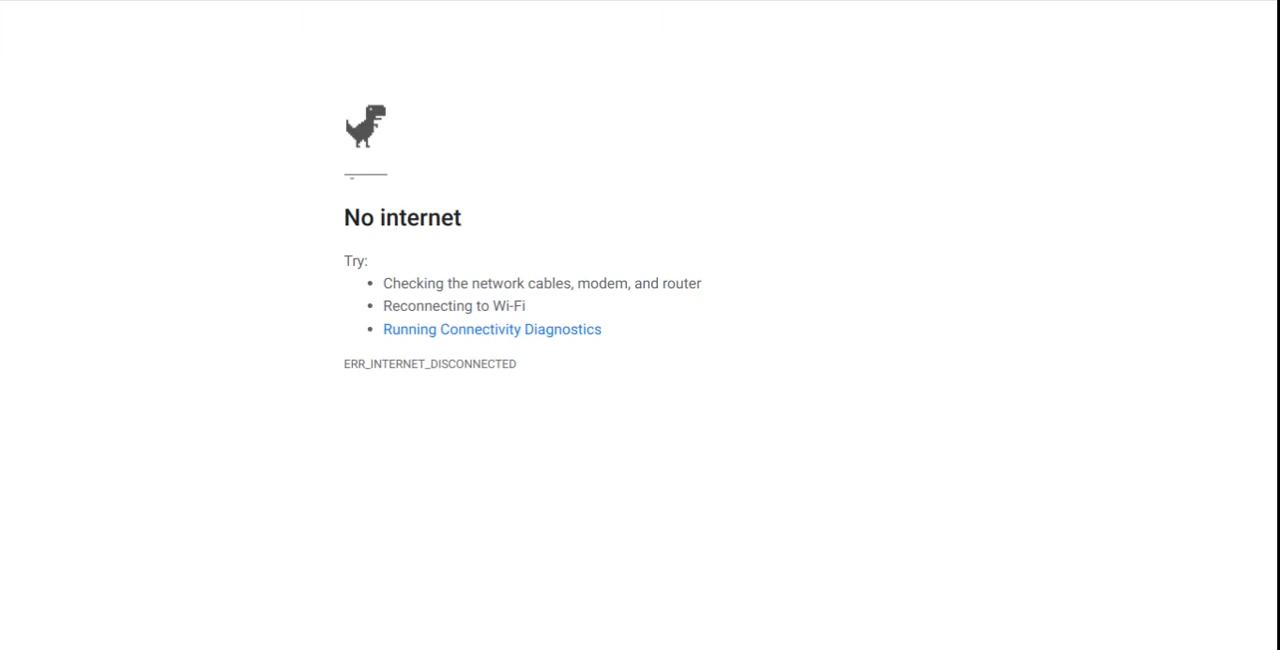 No internet
Try:
• Checking the network cables, modem, and router
• Reconnecting to Wi-Fi
• Running Connectivity Diagnostics
ERR_INTERNET_DISCONNECTED